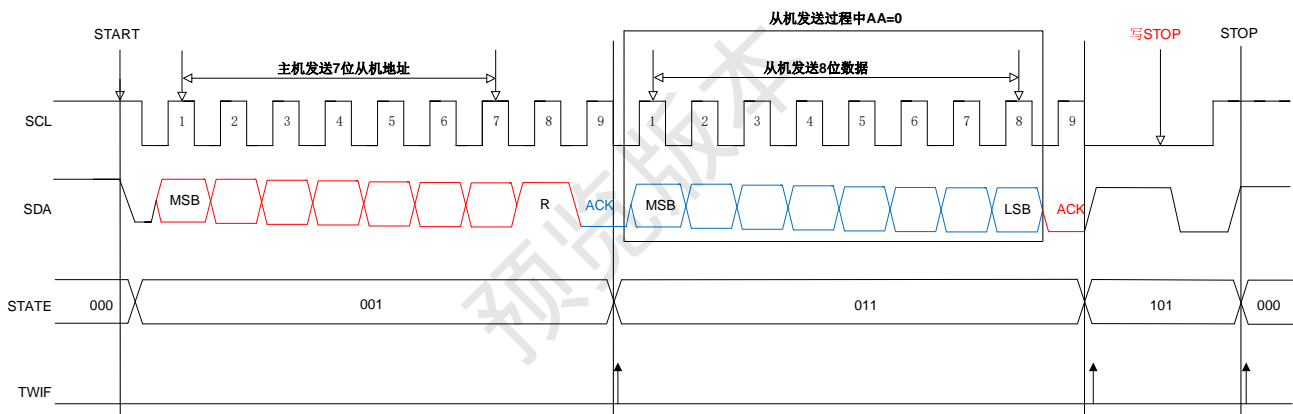 从机发送过程中AA=0
START
写STOP
STOP
主机发送7位从机地址
从机发送8位数据
SCL
1 2 3 4 5 6 7 8 9 1 2 3 4 5 6 7 8 9
SDA
MSB R ACK MSB LSB ACK
STATE
000 001 011 101 000
TWIF
预览版本